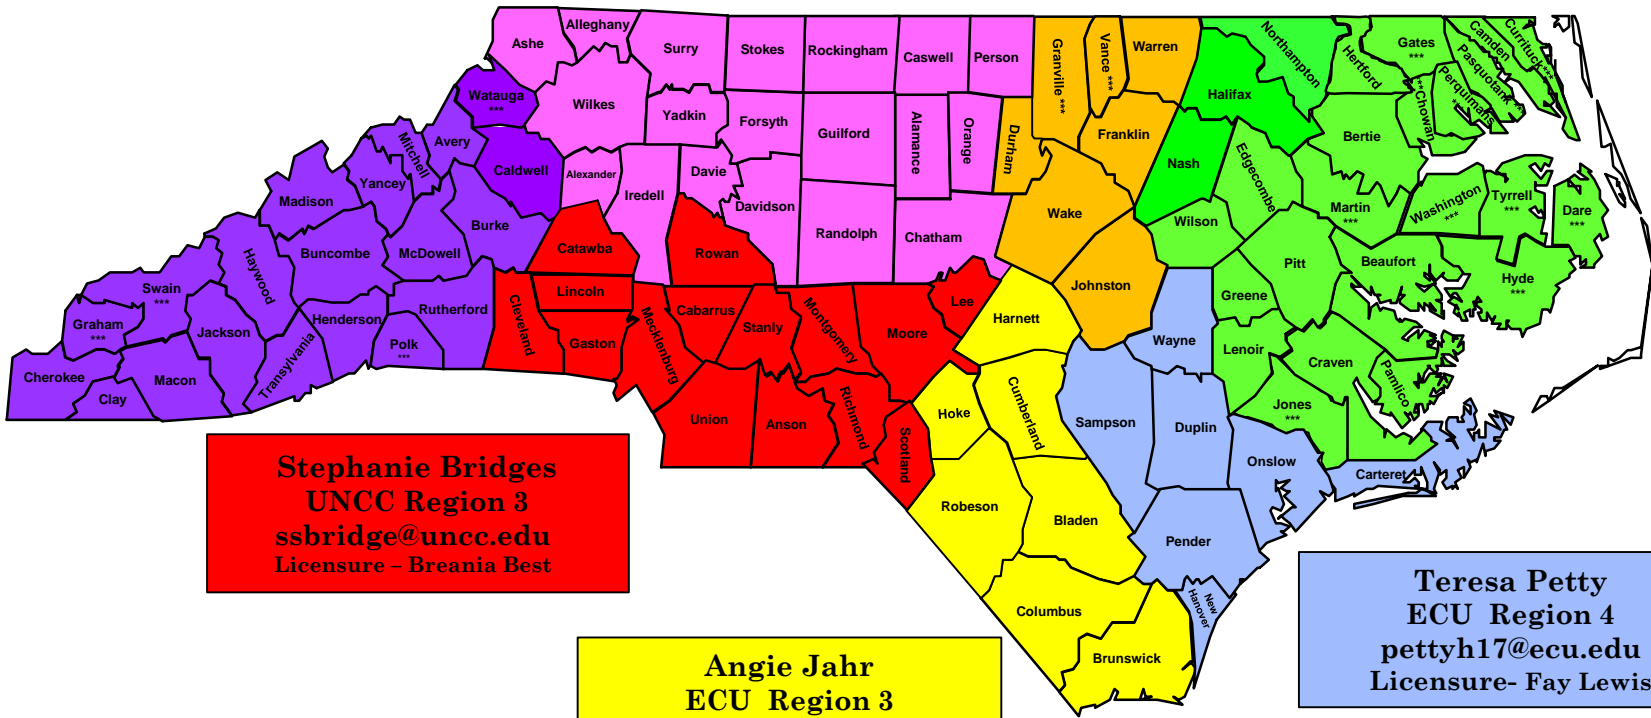 Alleghany
Ashe
Surry
Stokes
Rockingham
Caswell
Person
Granville ***
Vance ***
Warren
Northampton
Hertford
Gates
***
Camden
Currituck***
Pasquotank ***
Perquimans
***Chowan
Watauga
***
Wilkes
Yadkin
Forsyth
Guilford
Alamance
Orange
Durham
Franklin
Halifax
Nash
Edgecombe
Bertie
Martin
***
Washington
***
Tyrrell
***
Dare
***
Avery
Mitchell
Yancey
Caldwell
Alexander
Iredell
Davie
Davidson
Randolph
Chatham
Wake
Wilson
Madison
Buncombe
McDowell
Burke
Catawba
Rowan
Johnston
Pitt
Beaufort
Hyde
***
Haywood
Swain
***
Graham
***
Jackson
Henderson
Transylvania
Polk
***
Rutherford
Cleveland
Lincoln
Gaston
Mecklenburg
Cabarrus
Stanly
Montgomery
Moore
Lee
Harnett
Wayne
Greene
Lenoir
Craven
Pamlico
Jones
***
Cherokee
Clay
Macon
Union
Anson
Richmond
Scotland
Hoke
Cumberland
Sampson
Duplin
Onslow
Carteret
Robeson
Bladen
Pender
New
Hanover
Columbus
Brunswick
Stephanie Bridges
UNCC Region 3
ssbridge@uncc.edu
Licensure – Breania Best
Angie Jahr
ECU Region 3
Teresa Petty
ECU Region 4
pettyh17@ecu.edu
Licensure- Fay Lewis